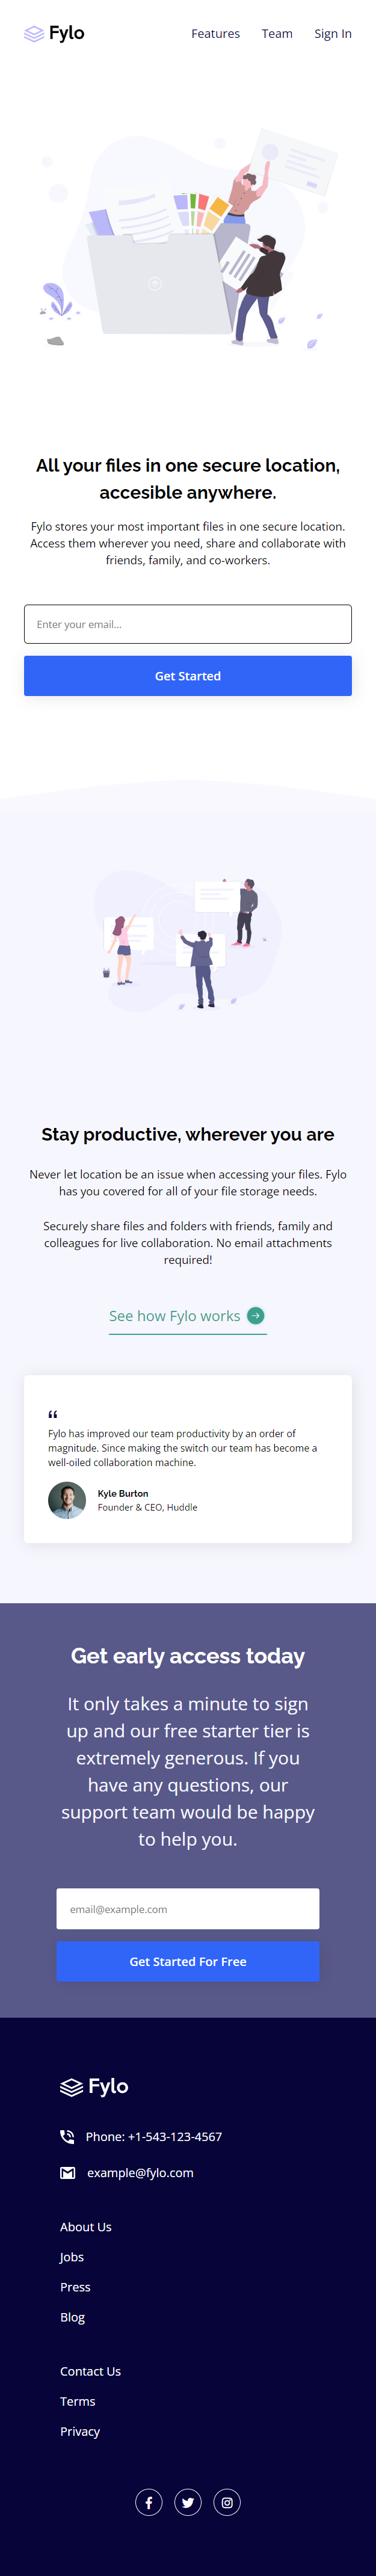 Fylo
Features Team Sign In
All your files in one secure location,
accesible anywhere.
Fylo stores your most important files in one secure location.
Access them wherever you need, share and collaborate with
friends, family, and co-workers.
Enter your email...
Get Started
Stay productive, wherever you are
Never let location be an issue when accessing your files. Fylo
has you covered for all of your file storage needs.
Securely share files and folders with friends, family and
colleagues for live collaboration. No email attachments
required!
See how Fylo works
“
Fylo has improved our team productivity by an order of
magnitude. Since making the switch our team has become a
well-oiled collaboration machine.
Kyle Burton
Founder & CEO, Huddle
Get early access today
It only takes a minute to sign
up and our free starter tier is
extremely generous. If you
have any questions, our
support team would be happy
to help you.
email@example.com
Get Started For Free
Fylo
Phone: +1-543-123-4567
example@fylo.com
About Us
Jobs
Press
Blog
Contact Us
Terms
Privacy